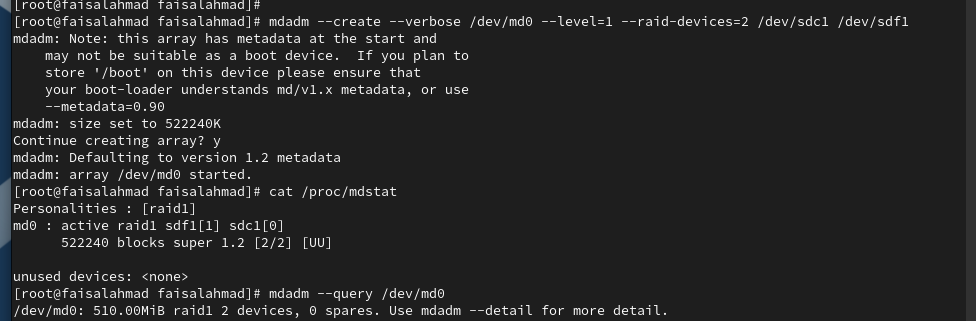 [root@faisalahmad faisalahmad]#
[root@faisalahmad faisalahmad]# mdadm --create --verbose /dev/md0 --level=1 --raid-devices=2 /dev/sdc1 /dev/sdf1
mdadm: Note: this array has metadata at the start and
    may not be suitable as a boot device.  If you plan to
    store '/boot' on this device please ensure that
    your boot-loader understands md/v1.x metadata, or use
    --metadata=0.90
mdadm: size set to 522240K
Continue creating array? y
mdadm: Defaulting to version 1.2 metadata
mdadm: array /dev/md0 started.
[root@faisalahmad faisalahmad]# cat /proc/mdstat
Personalities : [raid1]
md0 : active raid1 sdf1[1] sdc1[0]
      522240 blocks super 1.2 [2/2] [UU]

unused devices: <none>
[root@faisalahmad faisalahmad]# mdadm --query /dev/md0
/dev/md0: 510.00MiB raid1 2 devices, 0 spares. Use mdadm --detail for more detail.